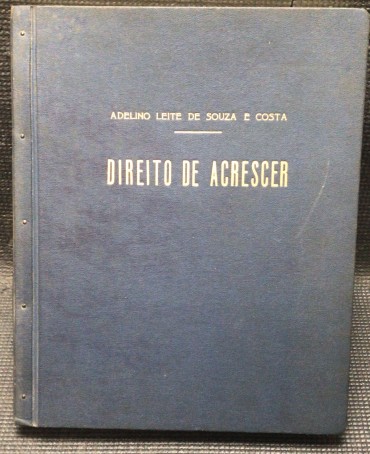 ADELINO LEITE DE SOUZA E COSTA
DIREITO DE ACRESCER